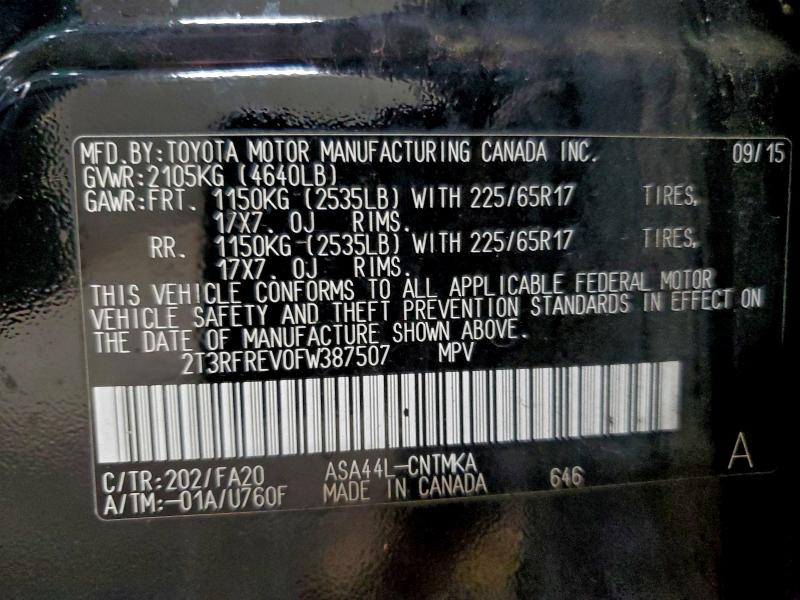 MFD.BY:TOYOTA MOTOR MANUFACTURING CANADA INC. 09/15
GVWR:2105KG (4640LB)
GAWR:FRT. 1150KG (2535LB) WITH 225/65R17 TIRES,
17X7.0J RIMS.
RR. 1150KG (2535LB) WITH 225/65R17 TIRES,
17X7.0J RIMS.
THIS VEHICLE CONFORMS TO ALL APPLICABLE FEDERAL MOTOR
VEHICLE SAFETY AND THEFT PREVENTION STANDARDS IN EFFECT ON
THE DATE OF MANUFACTURE SHOWN ABOVE.
2T3RFREV0FW387507 MPV
A
C/TR:202/FA20 ASA44L-CNTMKA 646
A/TM:-01A/U760F MADE IN CANADA